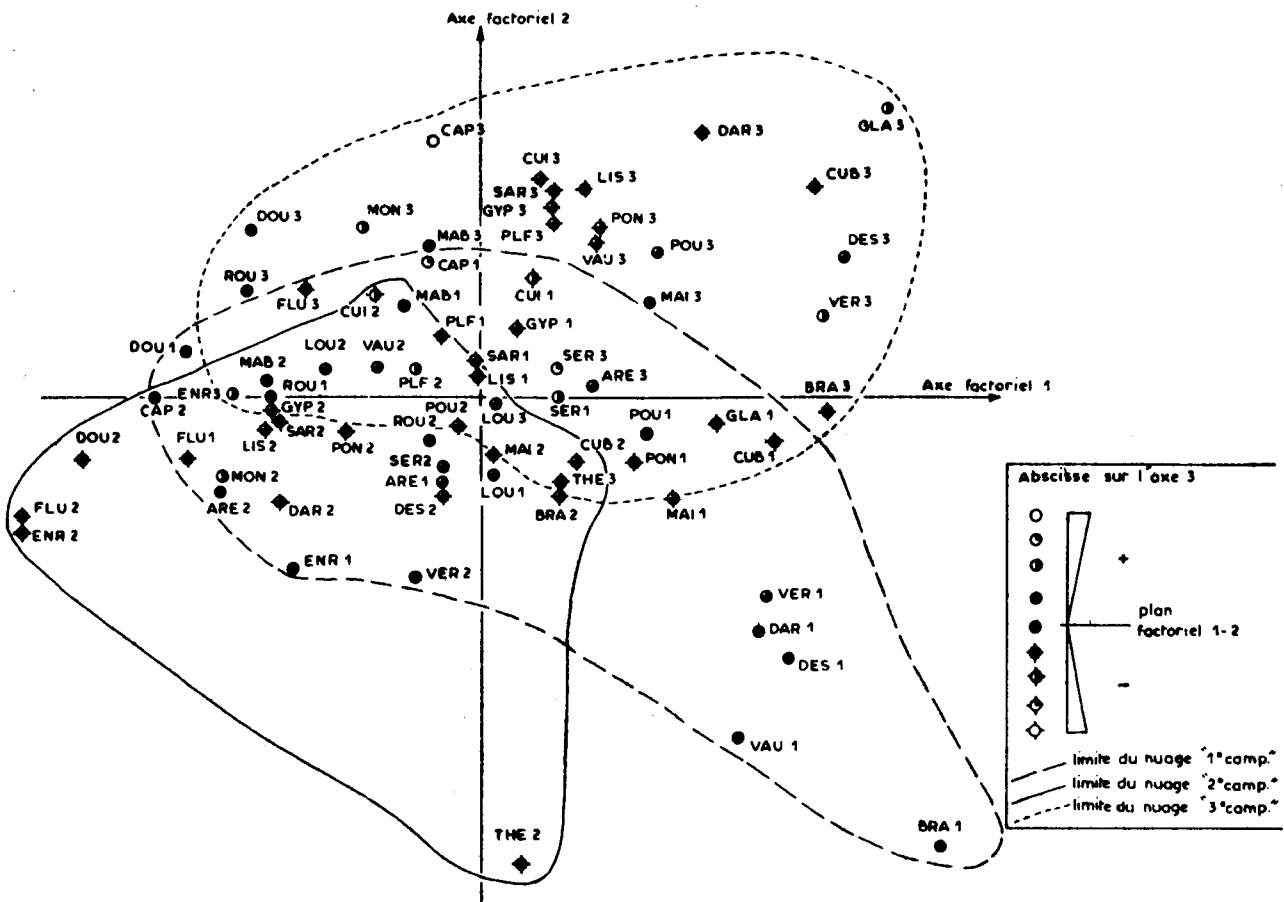 Axe factoriel 2
CAP 3
DAR 3
GLA 3
CUI 3
LIS 3
CUB 3
SAR 3
GYP 3
DOU 3
MON 3
PON 3
PLF 3
MAB 3
VAU 3
POU 3
DES 3
CAP 1
ROU 3
FLU 3
CUI 2
MAB 1
CUI 1
MAI 3
VER 3
PLF 1
GYP 1
DOU 1
LOU 2
VAU 2
SAR 1
SER 3
MAB 2
PLF 2
LIS 1
ARE 3
BRA 3
Axe factoriel 1
ENR 3
ROU 1
CAP 2
GYP 2
POU 2
LOU 3
SER 1
POU 1
GLA 1
DOU 2
FLU 1
LIS 2
SAR 2
PON 2
ROU 2
MAI 2
CUB 2
PON 1
CUB 1
MON 2
SER 2
ARE 1
LOU 1
THE 3
ARE 2
DAR 2
DES 2
BRA 2
MAI 1
FLU 2
ENR 2
ENR 1
VER 2
VER 1
DAR 1
DES 1
VAU 1
BRA 1
THE 2
Abscisse sur l'axe 3
+
plan
factoriel 1-2
-
limite du nuage "1° camp."
limite du nuage "2° camp."
limite du nuage "3° camp."